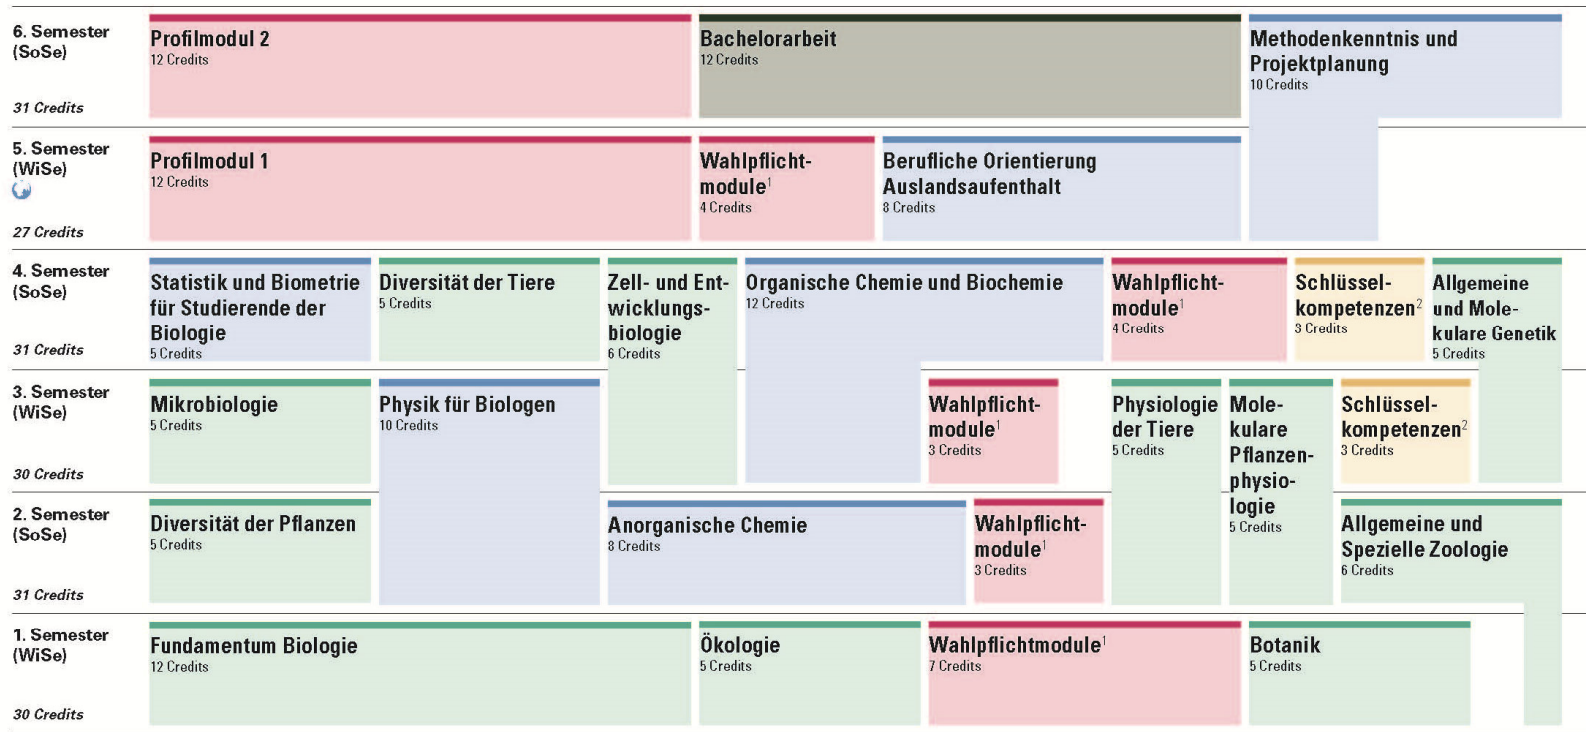 6. Semester
(SoSe)
31 Credits
Profilmodul 2
12 Credits
Bachelorarbeit
12 Credits
Methodenkenntnis und
Projektplanung
10 Credits
5. Semester
(WiSe)
27 Credits
Profilmodul 1
12 Credits
Wahlpflicht-
module¹
4 Credits
Berufliche Orientierung
Auslandsaufenthalt
8 Credits
4. Semester
(SoSe)
31 Credits
Statistik und Biometrie
für Studierende der
Biologie
5 Credits
Diversität der Tiere
5 Credits
Zell- und Ent-
wicklungs-
biologie
6 Credits
Organische Chemie und Biochemie
12 Credits
Wahlpflicht-
module¹
4 Credits
Schlüssel-
kompetenzen²
3 Credits
Allgemeine
und Mole-
kulare Genetik
5 Credits
3. Semester
(WiSe)
30 Credits
Mikrobiologie
5 Credits
Physik für Biologen
10 Credits
Wahlpflicht-
module¹
3 Credits
Physiologie
der Tiere
5 Credits
Mole-
kulare
Pflanzen-
physio-
logie
5 Credits
Schlüssel-
kompetenzen²
3 Credits
2. Semester
(SoSe)
31 Credits
Diversität der Pflanzen
5 Credits
Anorganische Chemie
8 Credits
Wahlpflicht-
module¹
3 Credits
Allgemeine und
Spezielle Zoologie
6 Credits
1. Semester
(WiSe)
30 Credits
Fundamentum Biologie
12 Credits
Ökologie
5 Credits
Wahlpflichtmodule¹
7 Credits
Botanik
5 Credits